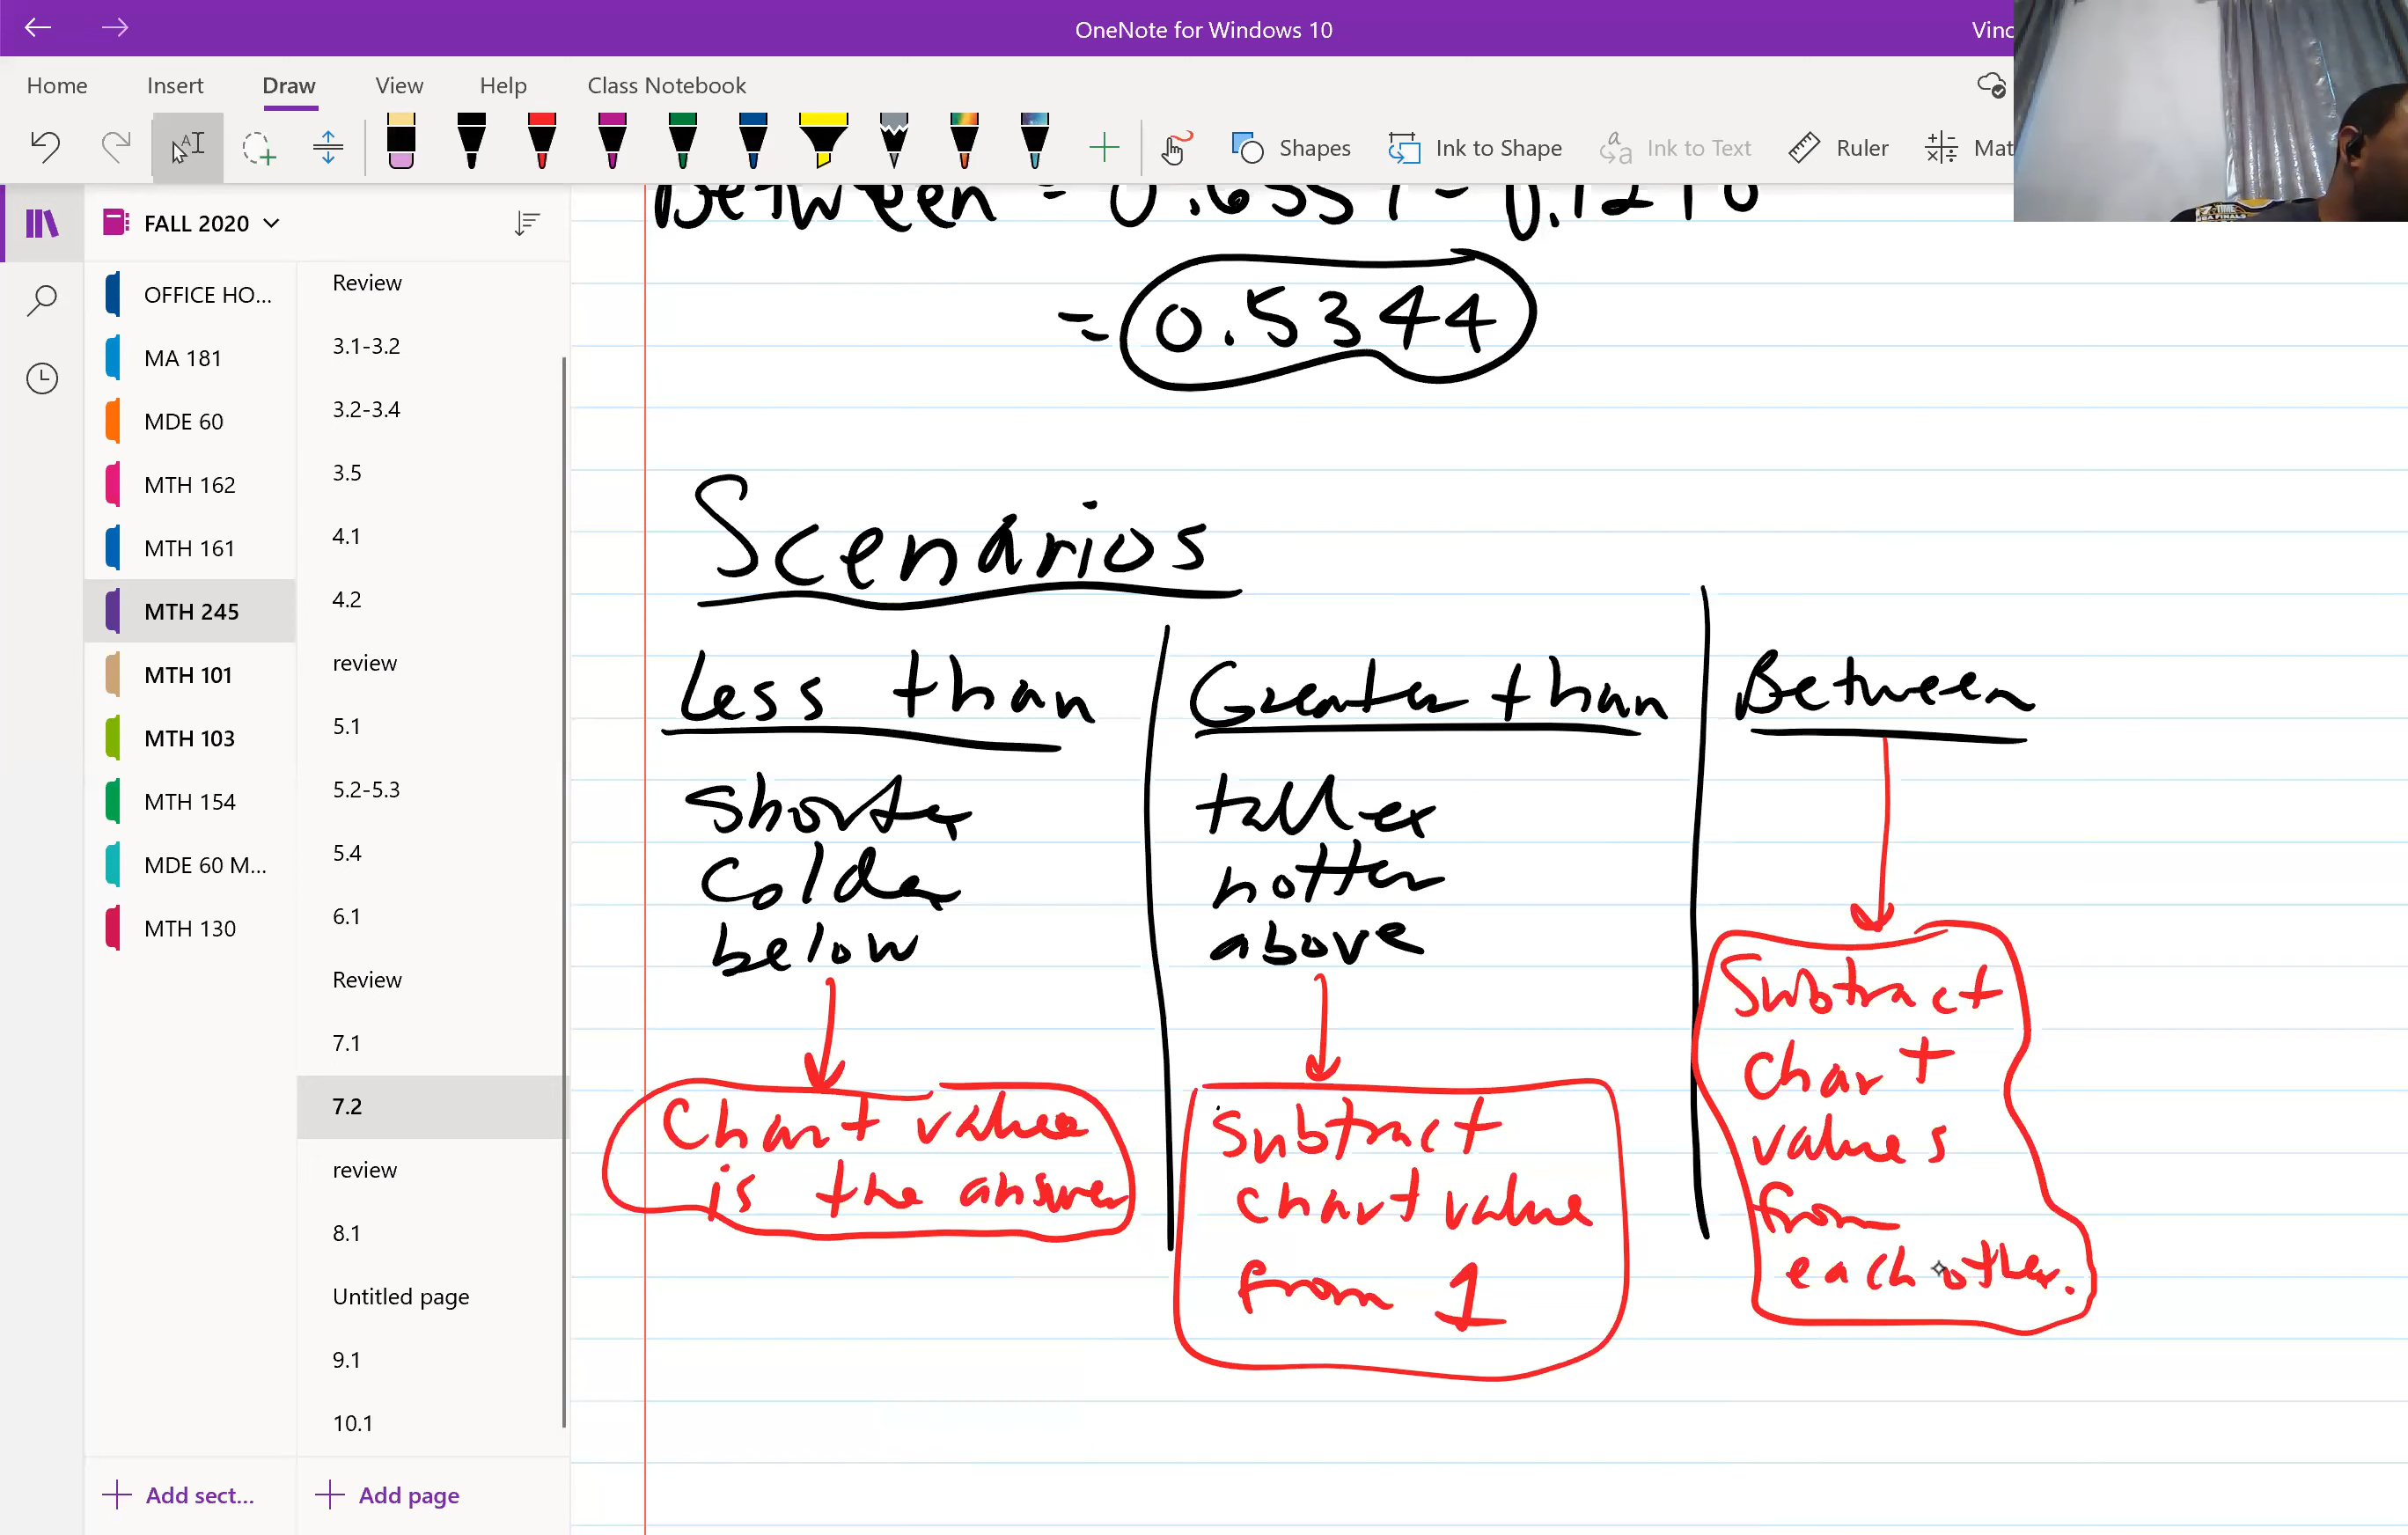 OneNote for Windows 10
Vinc
Home Insert Draw View Help Class Notebook
Shapes Ink to Shape Ink to Text Ruler Mat
FALL 2020
OFFICE HO...
MA 181
MDE 60
MTH 162
MTH 161
MTH 245
MTH 101
MTH 103
MTH 154
MDE 60 M...
MTH 130
Add sect...
Review
3.1-3.2
3.2-3.4
3.5
4.1
4.2
review
5.1
5.2-5.3
5.4
6.1
Review
7.1
7.2
review
8.1
Untitled page
9.1
10.1
Add page
Between =
= 0.5344
Scenarios
Less than
shorter
colder
below
Chart value
is the answer
Greater than
taller
hotter
above
Subtract
chart value
from 1
Between
Subtract
chart
values
from
each other.